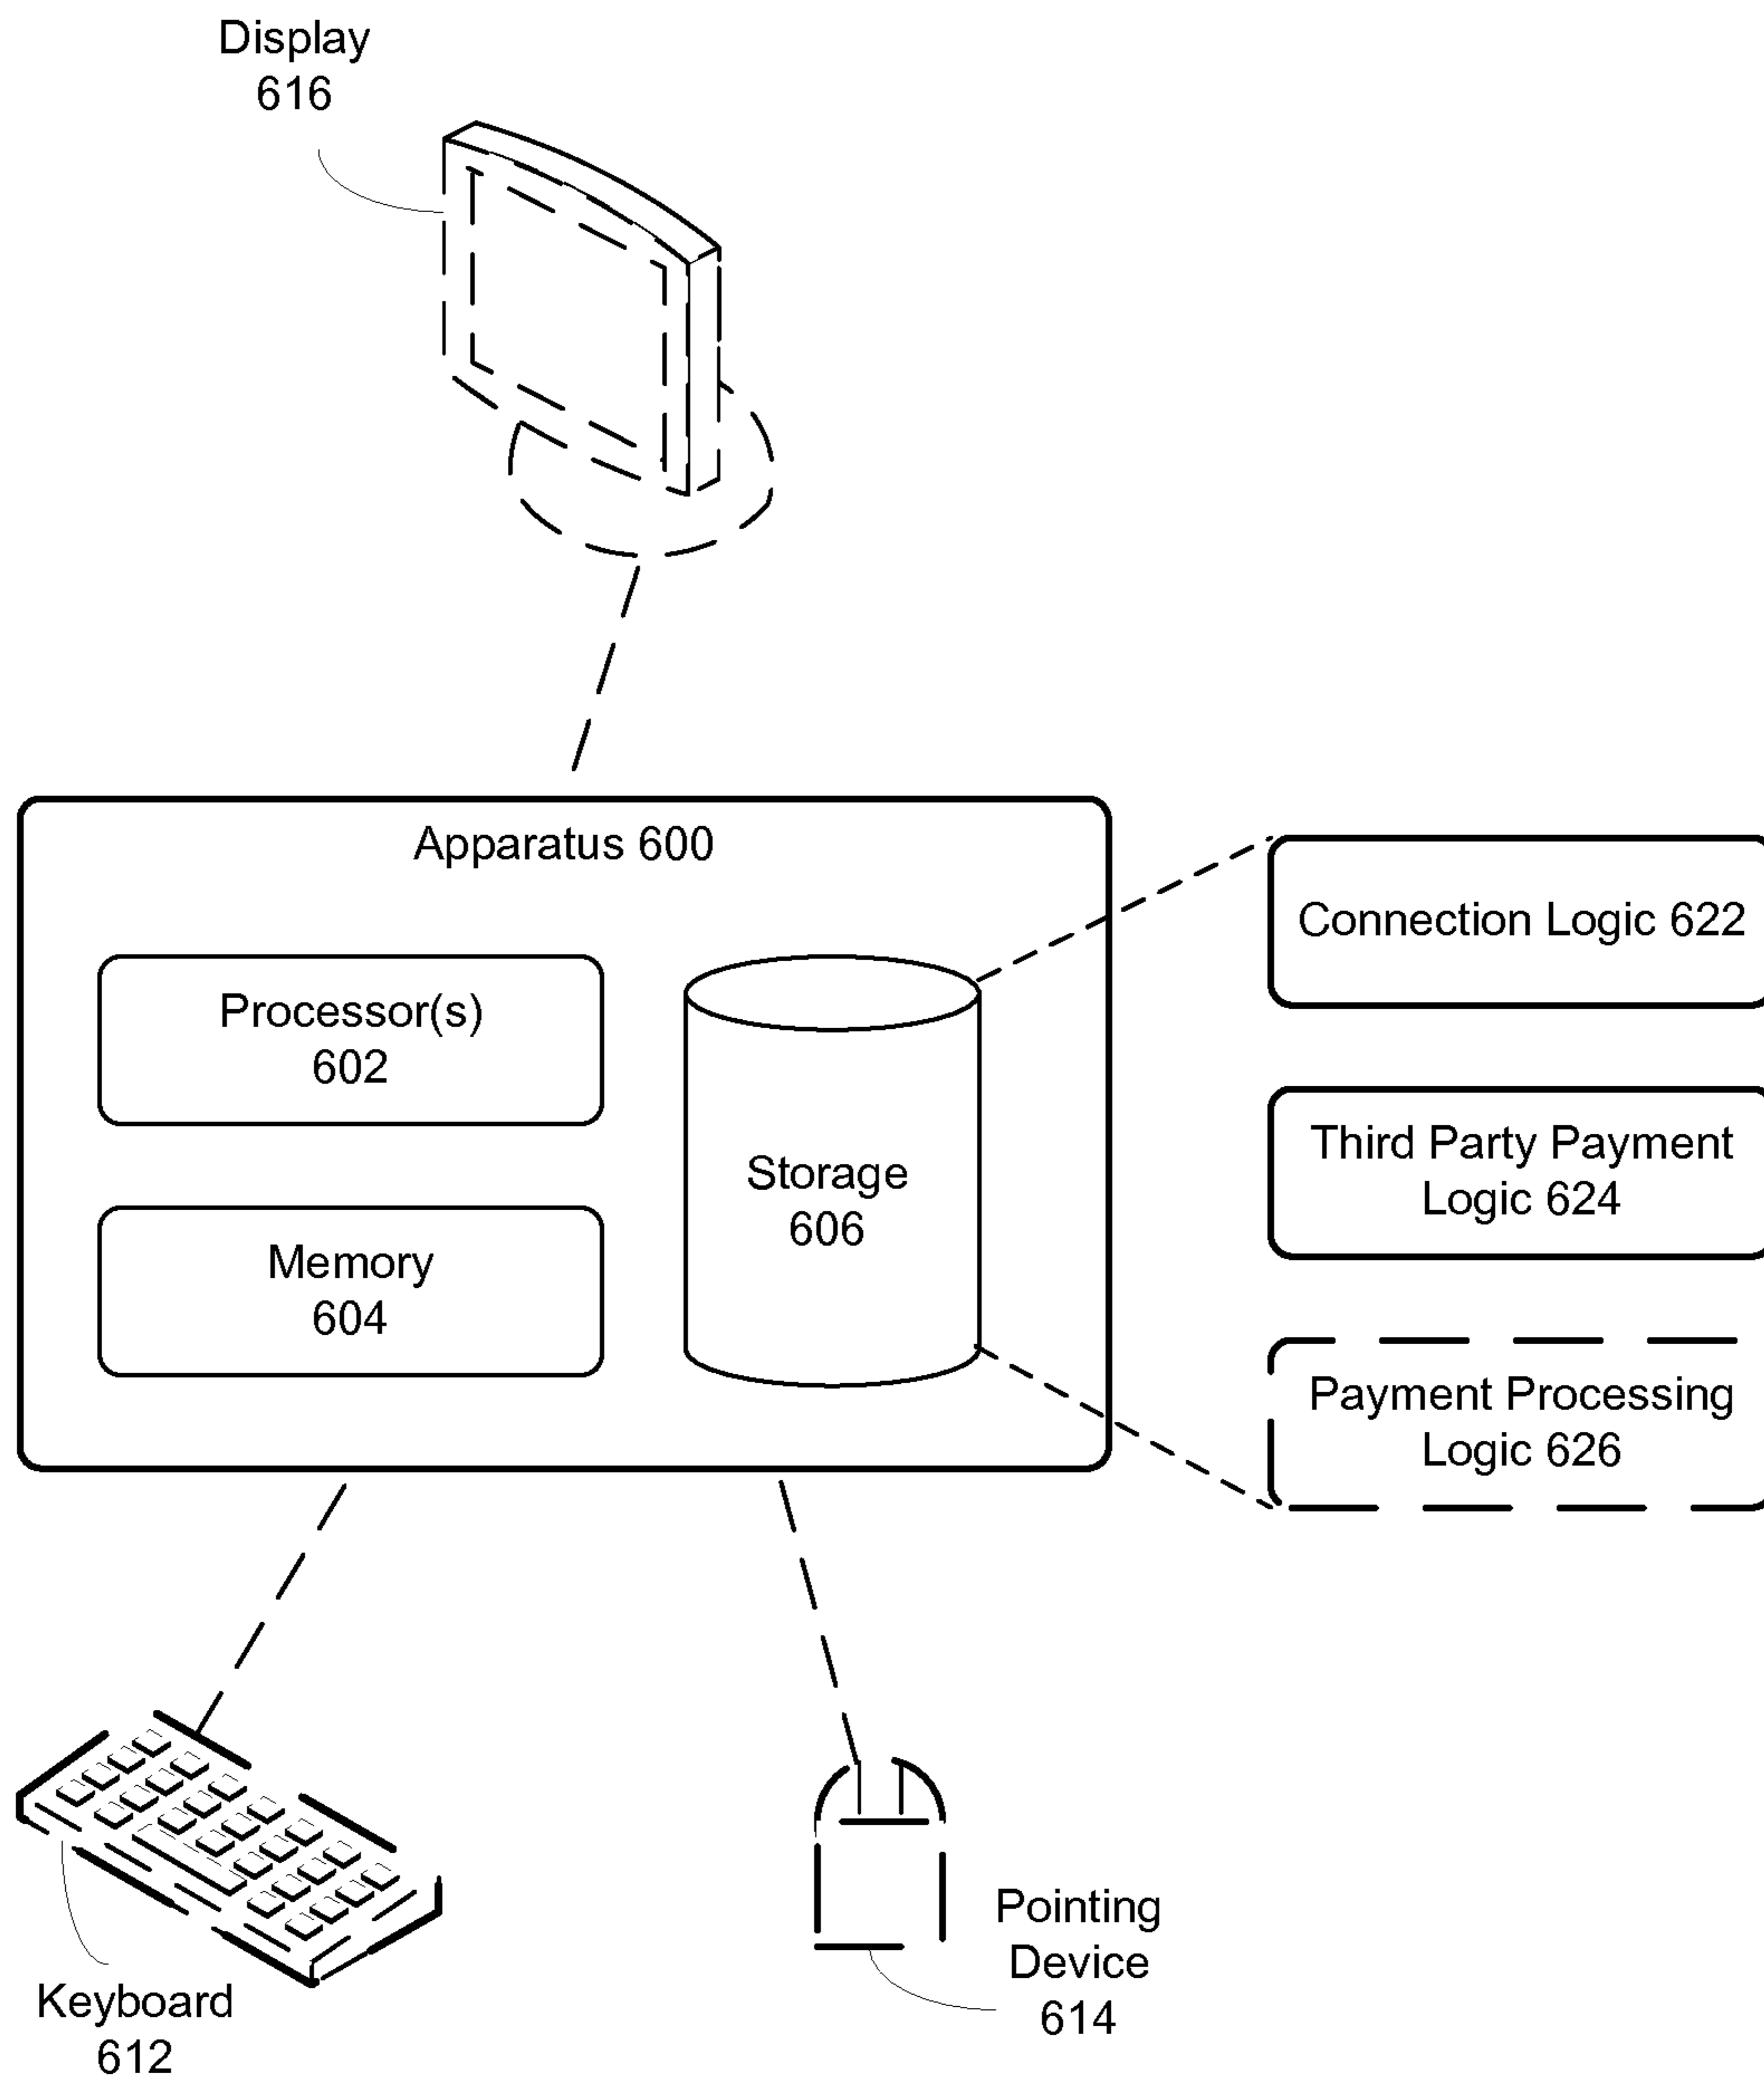 Display
616
Apparatus 600
Processor(s)
602
Memory
604
Storage
606
Connection Logic 622
Third Party Payment
Logic 624
Payment Processing
Logic 626
Keyboard
612
Pointing
Device
614